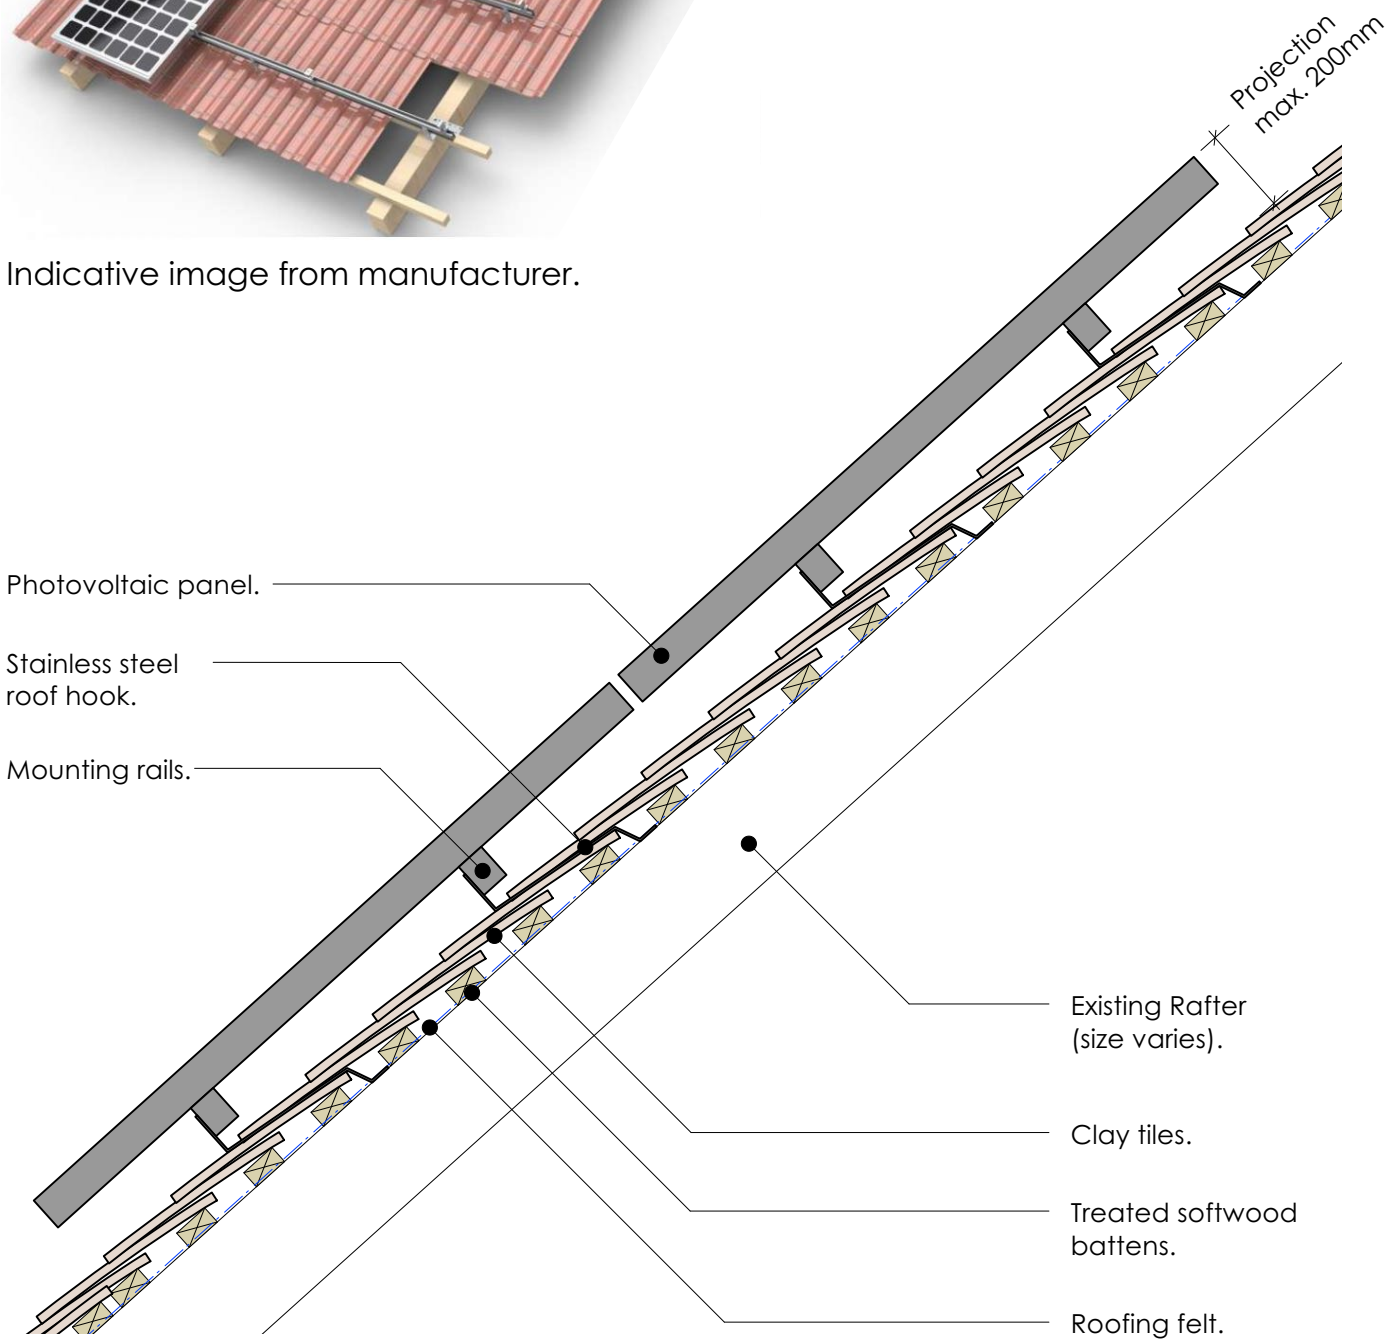 Projection
max. 200mm
Indicative image from manufacturer.
Photovoltaic panel.
Stainless steel
roof hook.
Mounting rails.
Existing Rafter
(size varies).
Clay tiles.
Treated softwood
battens.
Roofing felt.